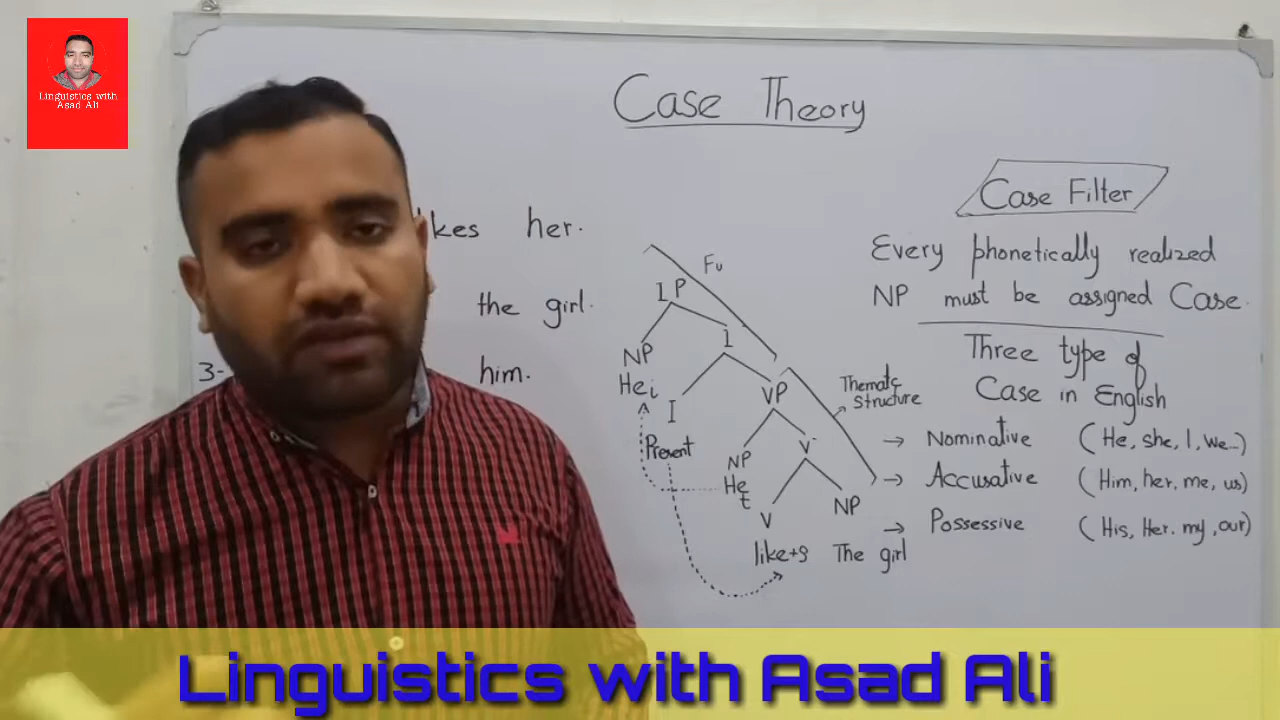 Linguistics with
Asad Ali
Case Theory
kes her.
the girl.
3- him.
Fu
IP
NP I
He i
I VP
Present
NP V-
He
t
V NP
like+s The girl
Thematc
Structure
Case Filter
Every phonetically realized
NP must be assigned Case.
Three type of
Case in English
→ Nominative (He, she, I, we...)
→ Accusative (Him, her, me, us)
→ Possessive (His, Her, my, our)
Linguistics with Asad Ali